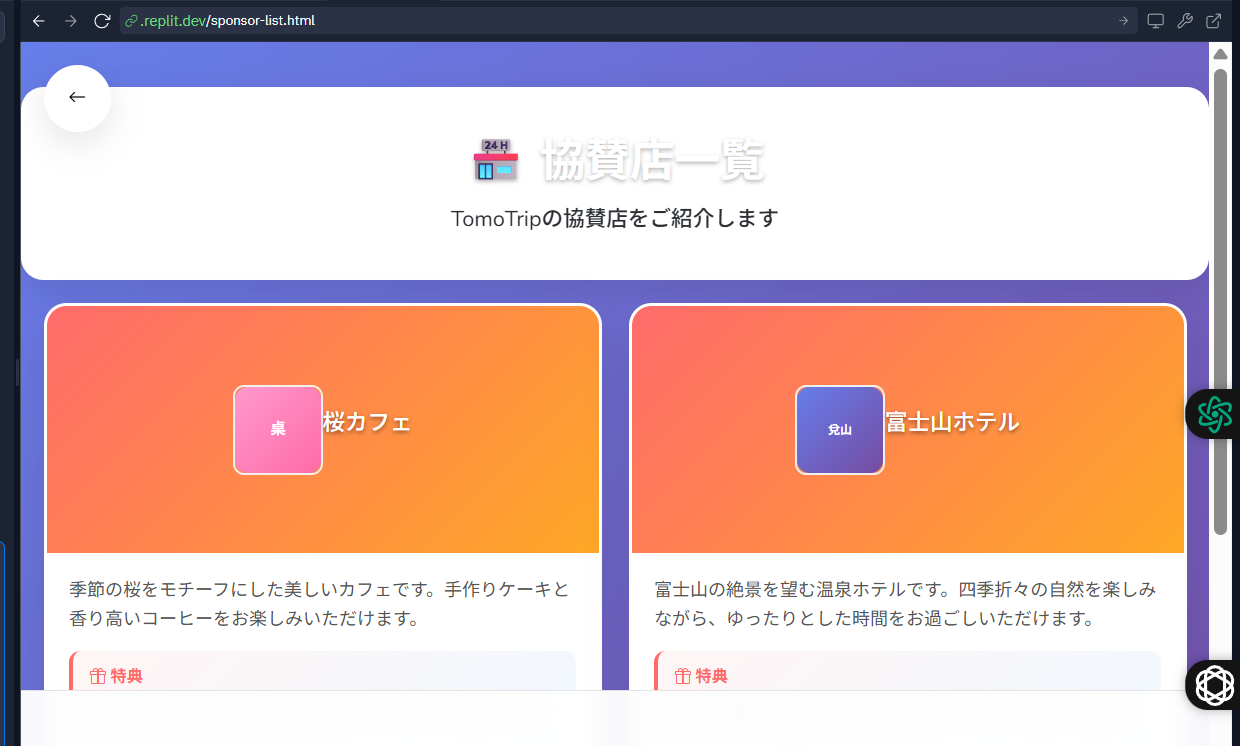 .replit.dev/sponsor-list.html
24 H
協賛店一覧
TomoTripの協賛店をご紹介します
桌
桜カフェ
兌山
富士山ホテル
季節の桜をモチーフにした美しいカフェです。手作りケーキと
香り高いコーヒーをお楽しみいただけます。
富士山の絶景を望む温泉ホテルです。四季折々の自然を楽しみ
ながら、ゆったりとした時間をお過ごしいただけます。
特典
特典